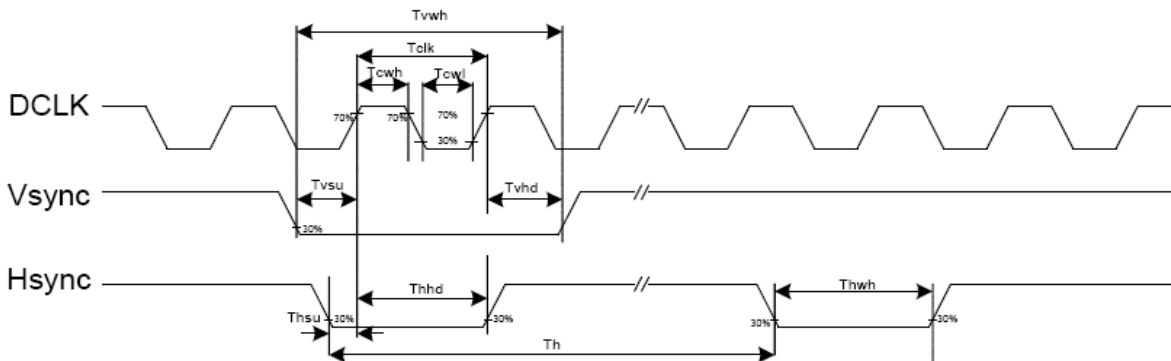 Tvwh
Tclk
Tcwh Tcwl
DCLK
70% 70% 70%
30%
//
Vsync
Tvsu Tvhd
30%
//
Hsync
Thhd Thwh
//
Thsu 30% 30% 30% 30%
Th